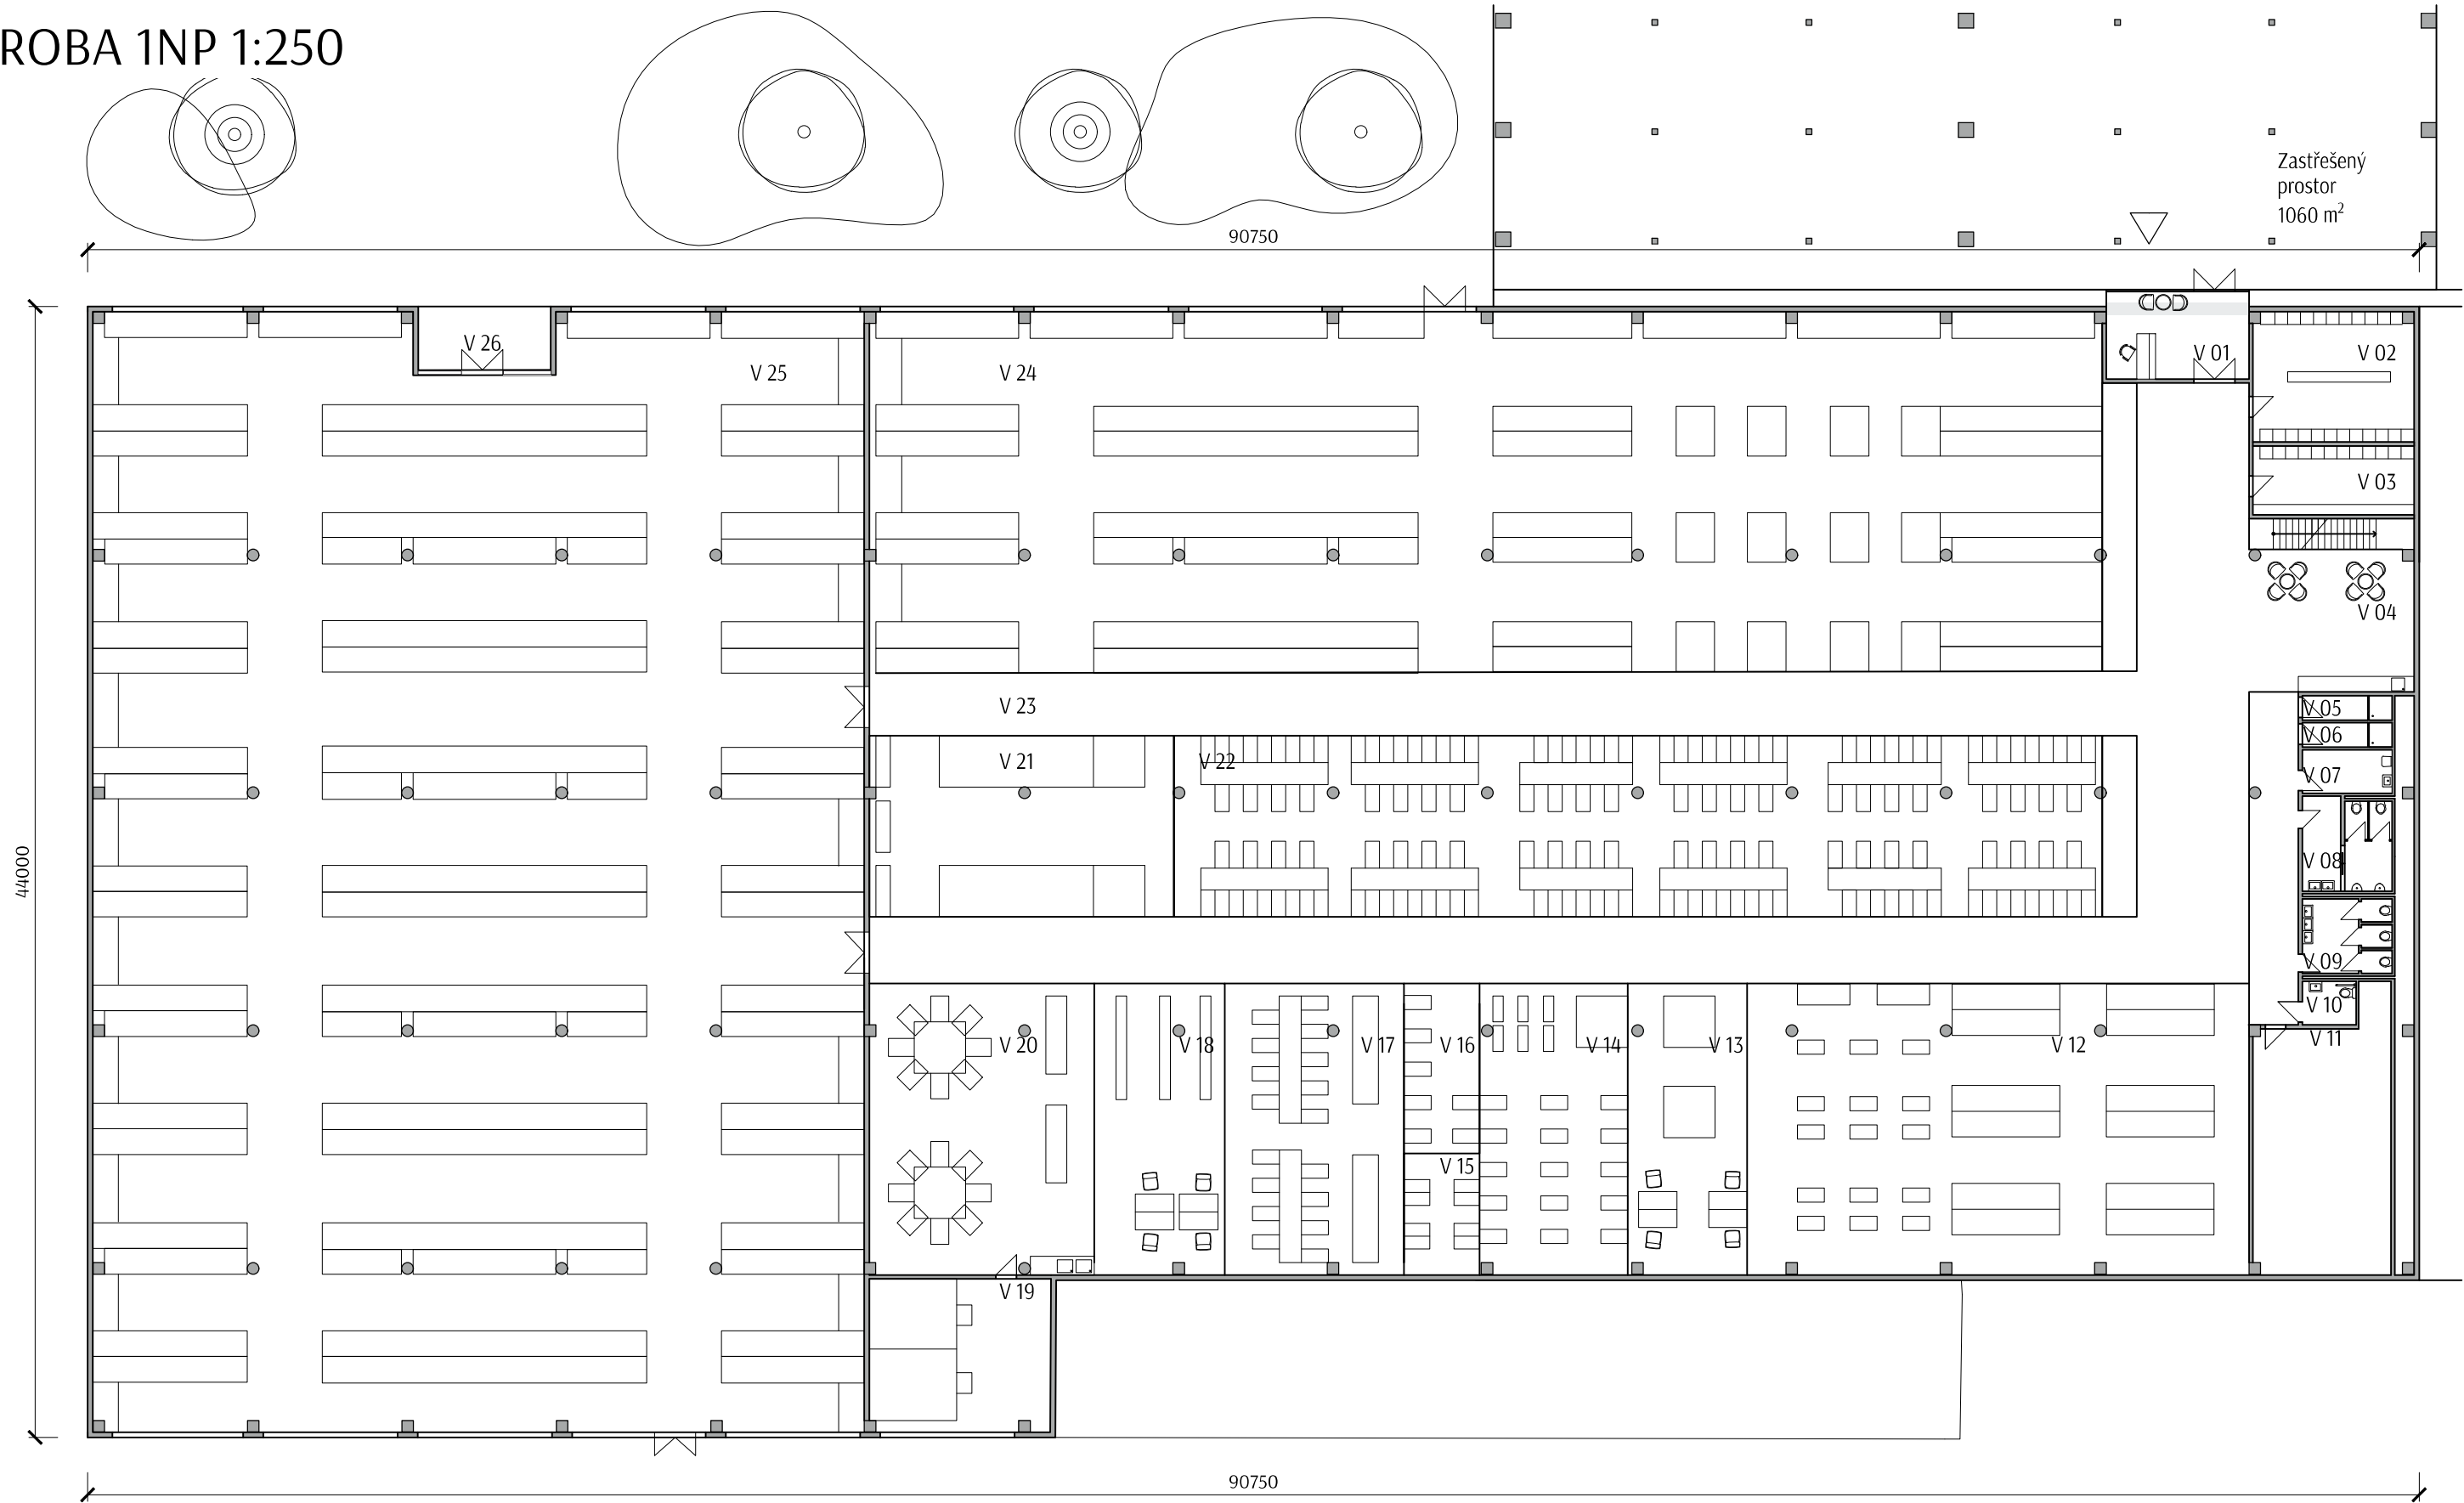 ROBA 1NP 1:250
Zastřešený
prostor
1060 m²
90750
V 26
V 25
V 24
V 01
V 02
V 03
V 04
V 23
V 05
V 06
V 21
V 22
V 07
44000
V 08
V 09
V 10
V 11
V 20
V 18
V 17
V 16
V 14
V 13
V 12
V 15
V 19
90750